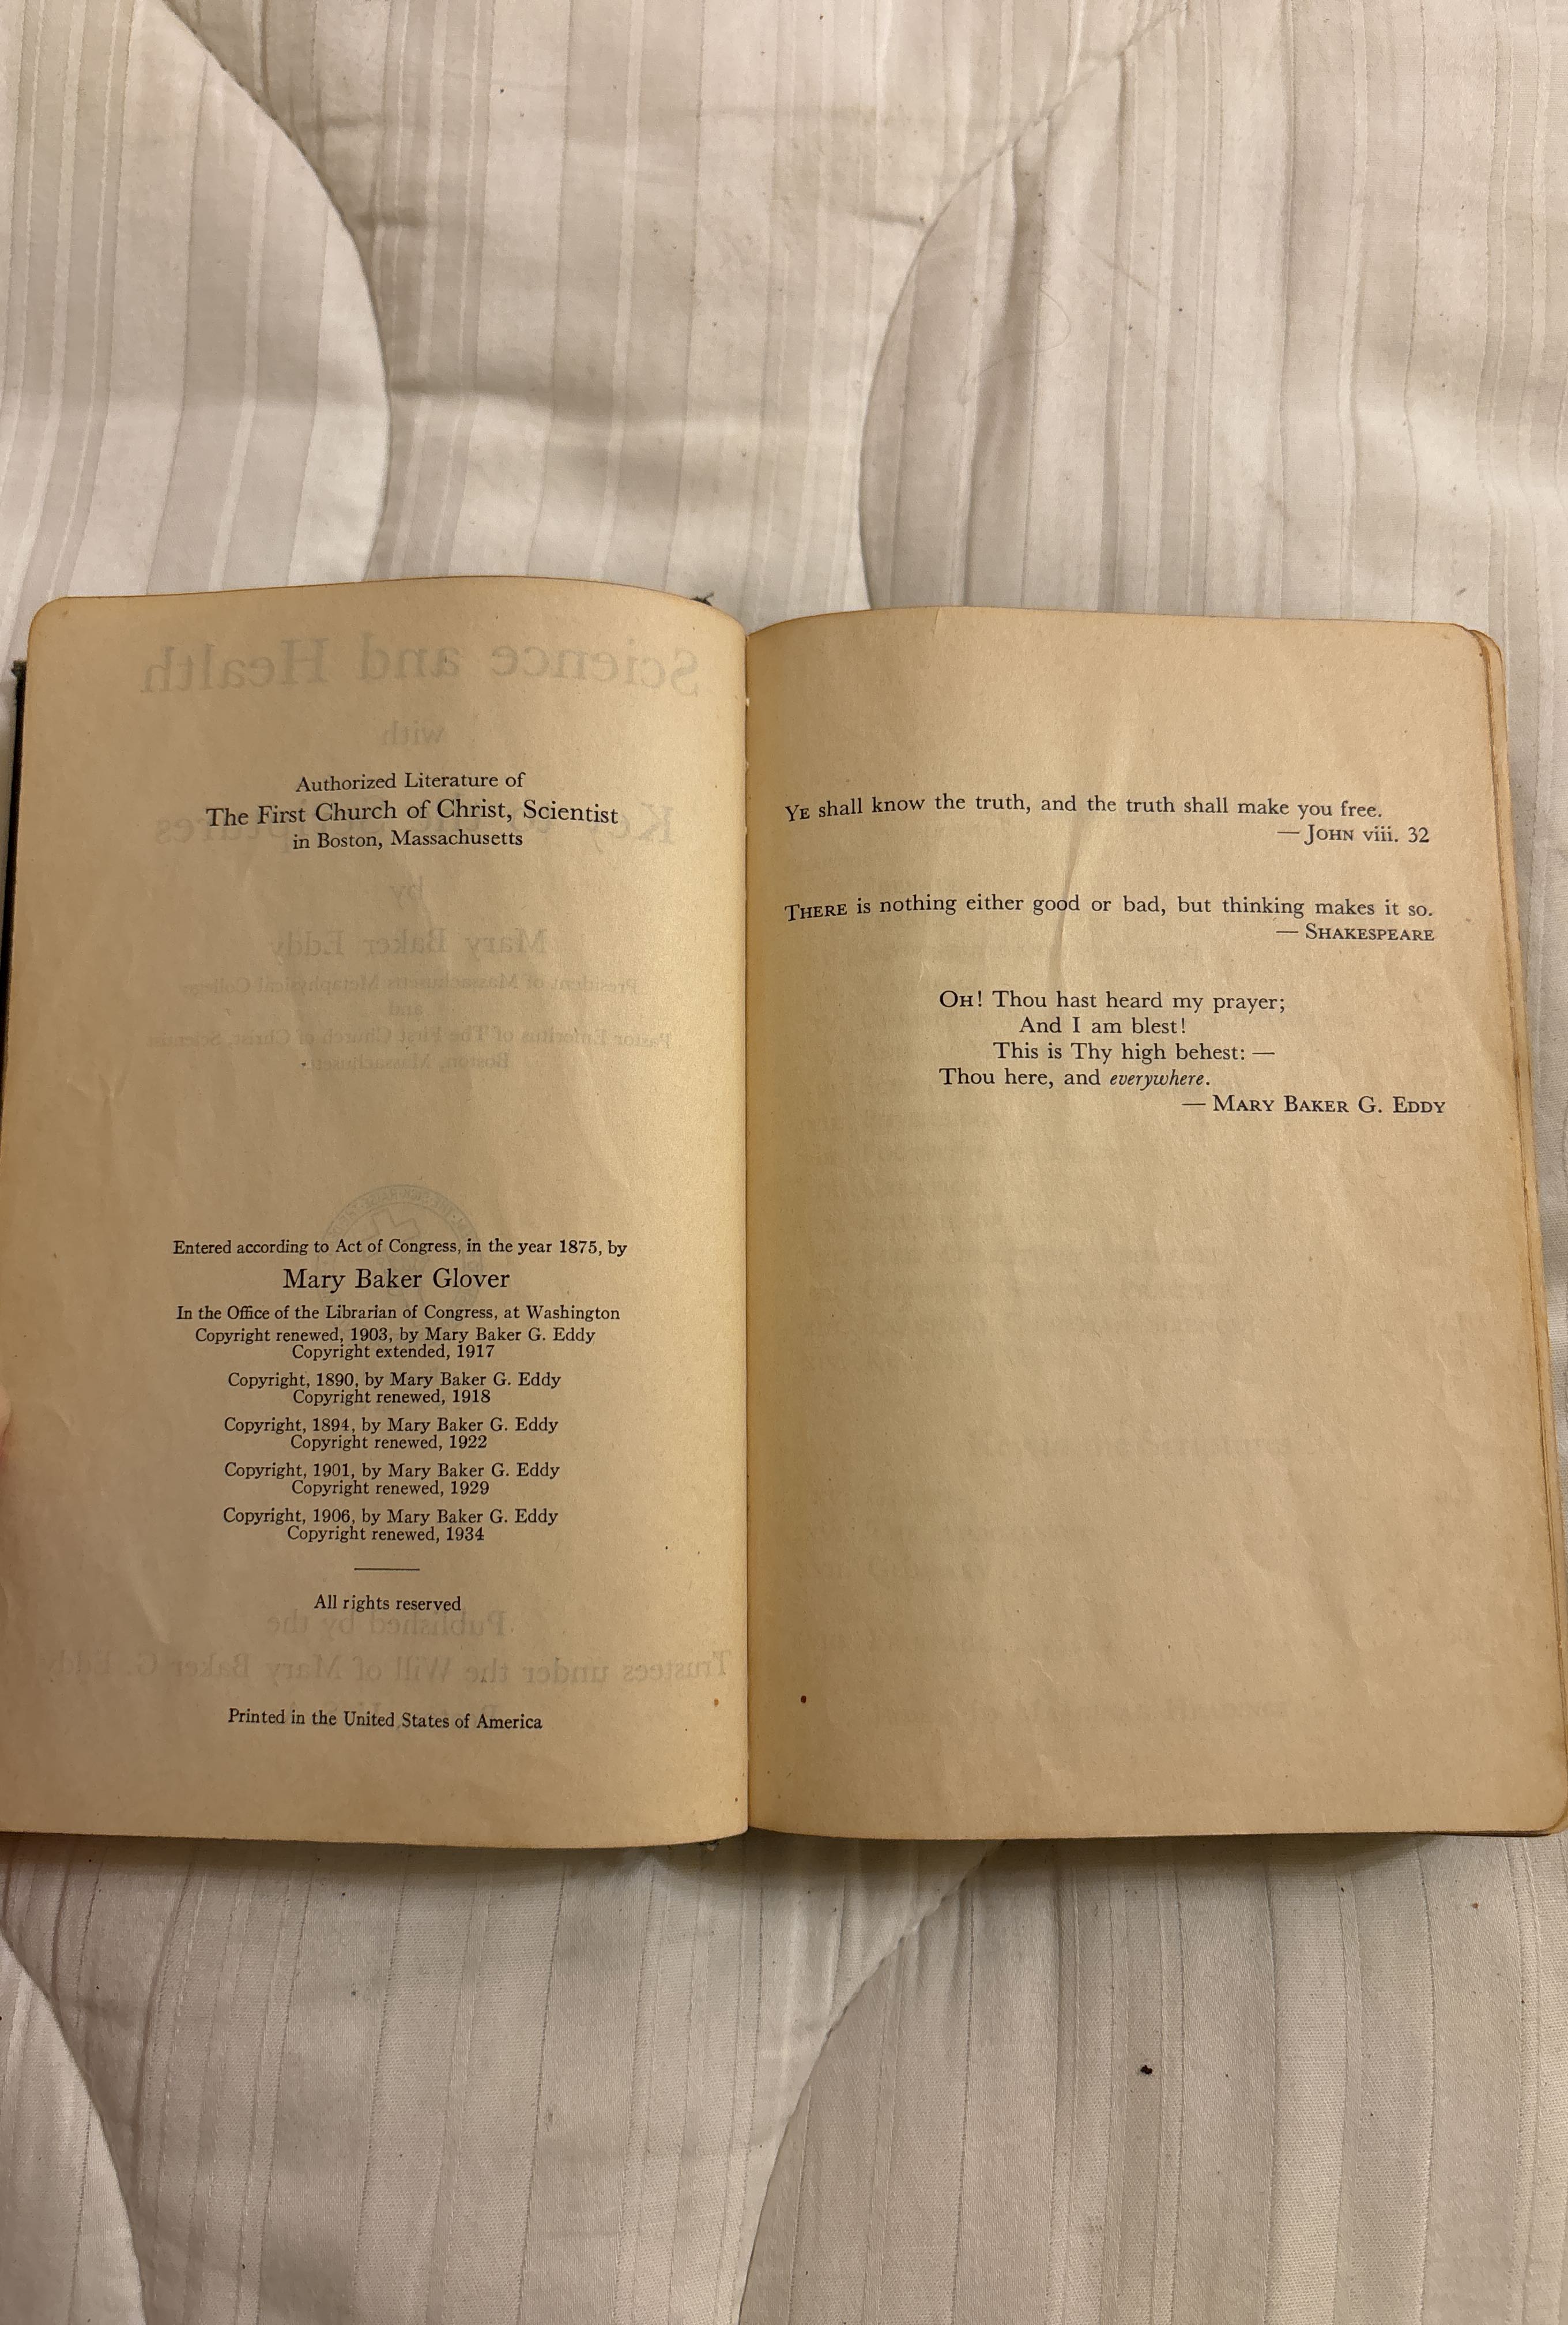 Authorized Literature of
The First Church of Christ, Scientist
in Boston, Massachusetts
Entered according to Act of Congress, in the year 1875, by
Mary Baker Glover
In the Office of the Librarian of Congress, at Washington
Copyright renewed, 1903, by Mary Baker G. Eddy
Copyright extended, 1917
Copyright, 1890, by Mary Baker G. Eddy
Copyright renewed, 1918
Copyright, 1894, by Mary Baker G. Eddy
Copyright renewed, 1922
Copyright, 1901, by Mary Baker G. Eddy
Copyright renewed, 1929
Copyright, 1906, by Mary Baker G. Eddy
Copyright renewed, 1934
All rights reserved
Printed in the United States of America
YE shall know the truth, and the truth shall make you free.
— JOHN viii. 32
THERE is nothing either good or bad, but thinking makes it so.
— SHAKESPEARE
OH! Thou hast heard my prayer;
And I am blest!
This is Thy high behest: —
Thou here, and everywhere.
— MARY BAKER G. EDDY